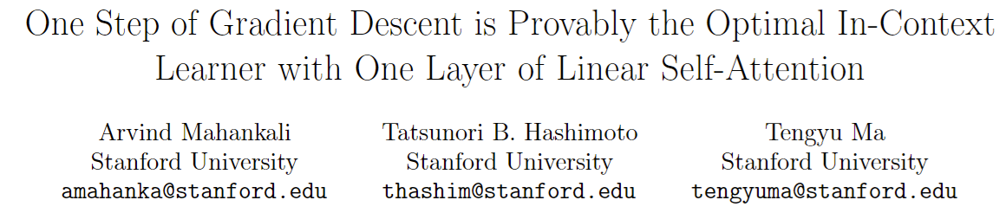 One Step of Gradient Descent is Provably the Optimal In-Context
Learner with One Layer of Linear Self-Attention
Arvind Mahankali Tatsunori B. Hashimoto Tengyu Ma
Stanford University Stanford University Stanford University
amahanka@stanford.edu thashim@stanford.edu tengyuma@stanford.edu